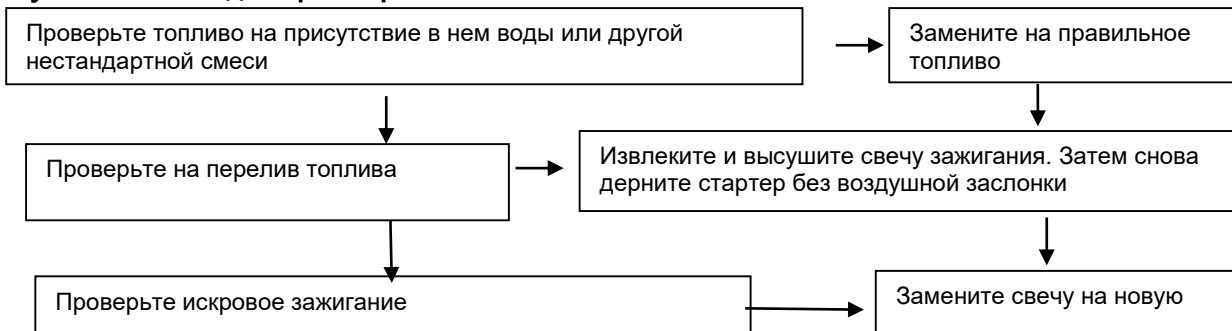 Проверьте топливо на присутствие в нем воды или другой
нестандартной смеси
Замените на правильное
топливо
Проверьте на перелив топлива
Извлеките и высушите свечу зажигания. Затем снова
дерните стартер без воздушной заслонки
Проверьте искровое зажигание
Замените свечу на новую